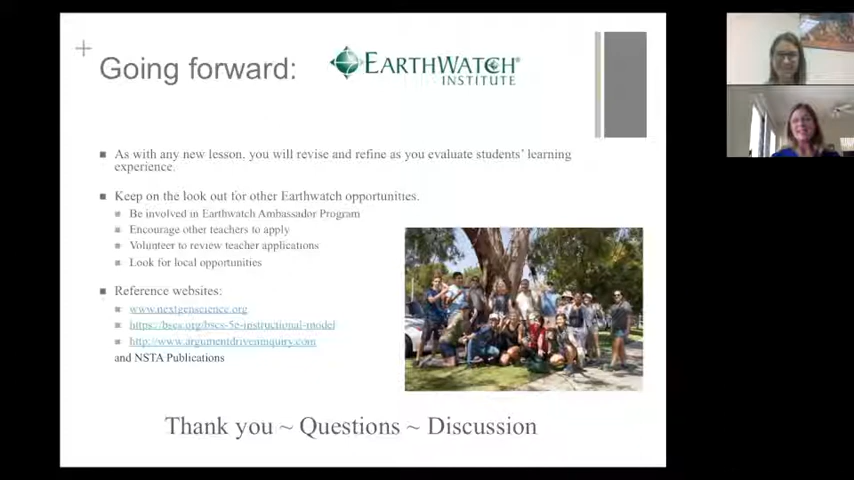 +
Going forward:
EARTHWATCH®
INSTITUTE
As with any new lesson, you will revise and refine as you evaluate students' learning
experience.
Keep on the look out for other Earthwatch opportunities.
Be involved in Earthwatch Ambassador Program
Encourage other teachers to apply
Volunteer to review teacher applications
Look for local opportunities
Reference websites:
www.nextgenscience.org
https://bscs.org/bscs-5e-instructional-model
http://www.argumentdriveninquiry.com
and NSTA Publications
Thank you ~ Questions ~ Discussion